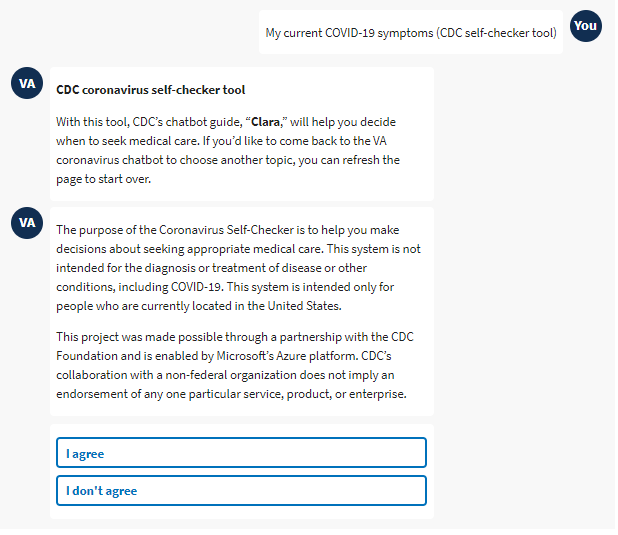 My current COVID-19 symptoms (CDC self-checker tool)
You
VA
CDC coronavirus self-checker tool
With this tool, CDC's chatbot guide, “Clara,” will help you decide
when to seek medical care. If you'd like to come back to the VA
coronavirus chatbot to choose another topic, you can refresh the
page to start over.
VA
The purpose of the Coronavirus Self-Checker is to help you make
decisions about seeking appropriate medical care. This system is not
intended for the diagnosis or treatment of disease or other
conditions, including COVID-19. This system is intended only for
people who are currently located in the United States.
This project was made possible through a partnership with the CDC
Foundation and is enabled by Microsoft's Azure platform. CDC's
collaboration with a non-federal organization does not imply an
endorsement of any one particular service, product, or enterprise.
I agree
I don't agree